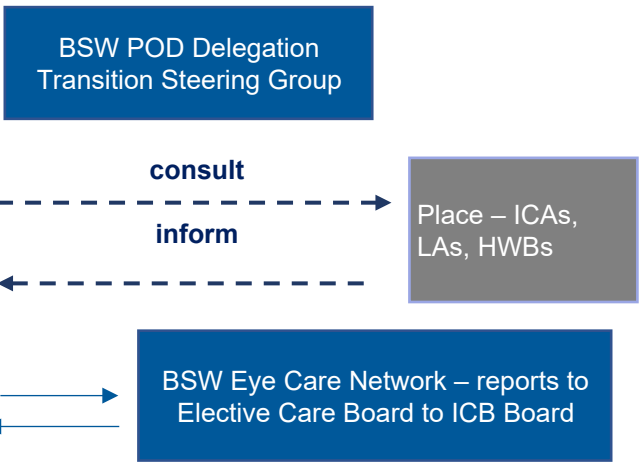 BSW POD Delegation
Transition Steering Group
consult
inform
Place – ICAs,
LAs, HWBs
BSW Eye Care Network – reports to
Elective Care Board to ICB Board